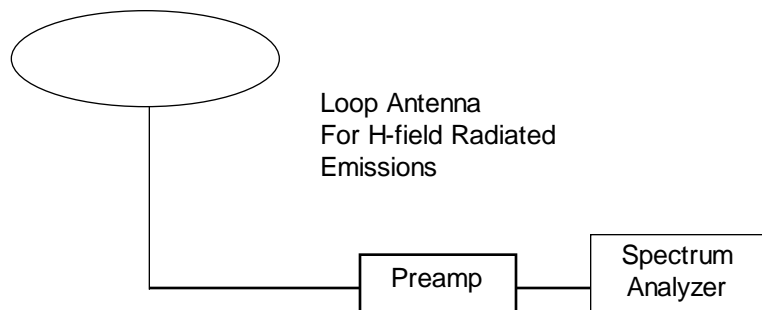 Loop Antenna
For H-field Radiated
Emissions
Preamp
Spectrum
Analyzer